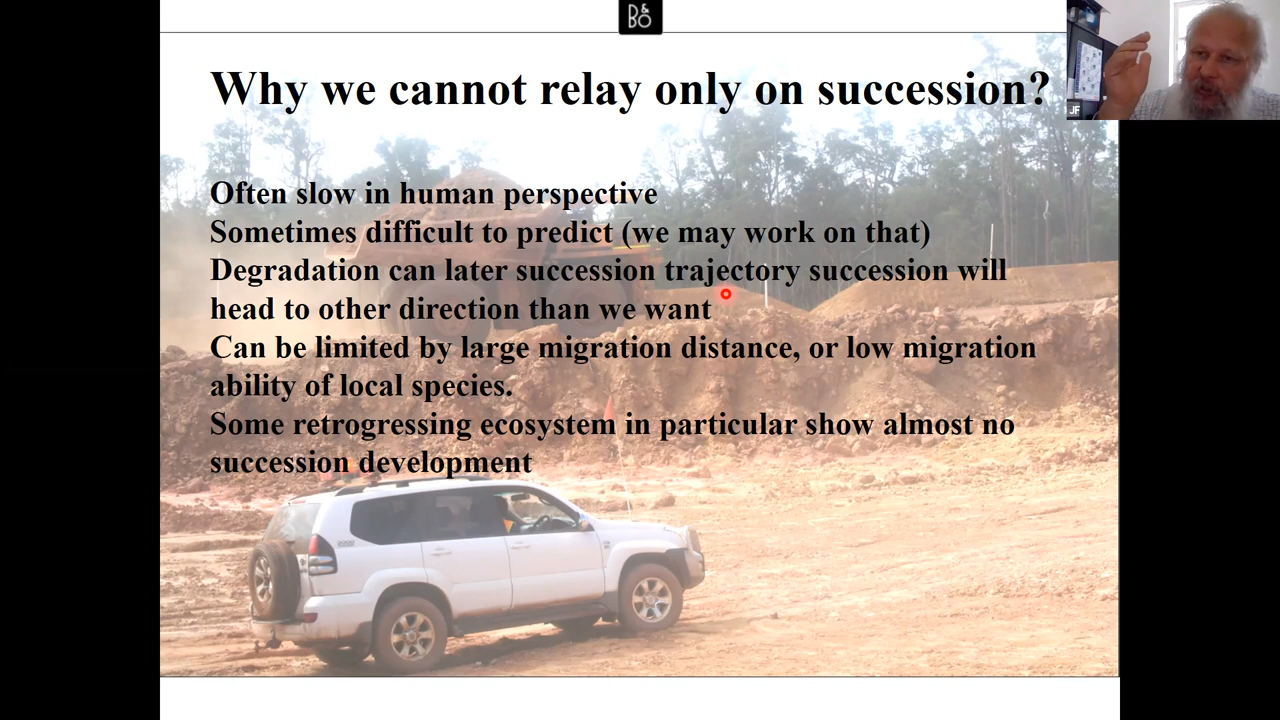 B&O
Why we cannot relay only on succession?
JF
Often slow in human perspective
Sometimes difficult to predict (we may work on that)
Degradation can later succession trajectory succession will
head to other direction than we want
Can be limited by large migration distance, or low migration
ability of local species.
Some retrogressing ecosystem in particular show almost no
succession development